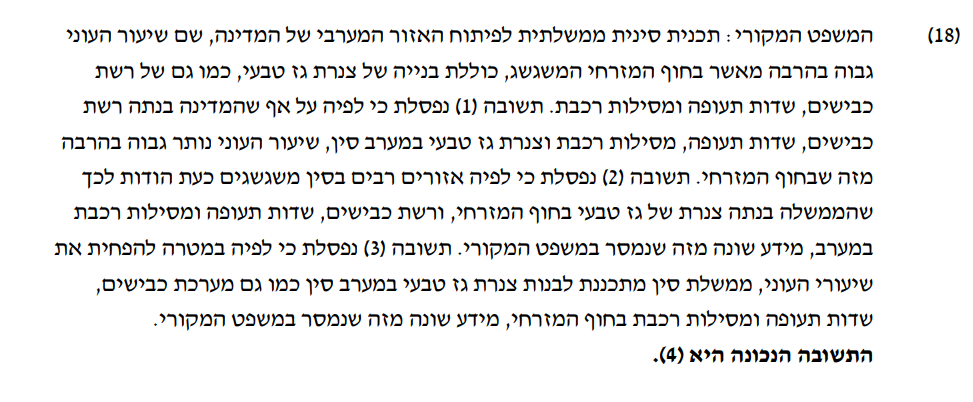 (18) המשפט המקורי: תכנית סינית ממשלתית לפיתוח האזור המערבי של המדינה, שם שיעור העוני
גבוה בהרבה מאשר בחוף המזרחי המשגשג, כוללת בנייה של צנרת גז טבעי, כמו גם של רשת
כבישים, שדות תעופה ומסילות רכבת. תשובה (1) נפסלת כי לפיה על אף שהמדינה בנתה רשת
כבישים, שדות תעופה, מסילות רכבת וצנרת גז טבעי במערב סין, שיעור העוני נותר גבוה בהרבה
מזה שבחוף המזרחי. תשובה (2) נפסלת כי לפיה אזורים רבים בסין משגשגים כעת הודות לכך
שהממשלה בנתה צנרת של גז טבעי בחוף המזרחי, ורשת כבישים, שדות תעופה ומסילות רכבת
במערב, מידע שונה מזה שנמסר במשפט המקורי. תשובה (3) נפסלת כי לפיה במטרה להפחית את
שיעורי העוני, ממשלת סין מתכננת לבנות צנרת גז טבעי במערב סין כמו גם מערכת כבישים,
שדות תעופה ומסילות רכבת בחוף המזרחי, מידע שונה מזה שנמסר במשפט המקורי.
התשובה הנכונה היא (4).